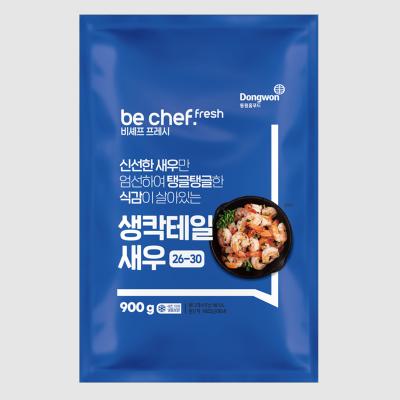 Dongwon
동원홈푸드
be chef.fresh
비셰프 프레시
신선한 새우만
엄선하여 탱글탱글한
식감이 살아있는
생칵테일
새우 26-30
900 g